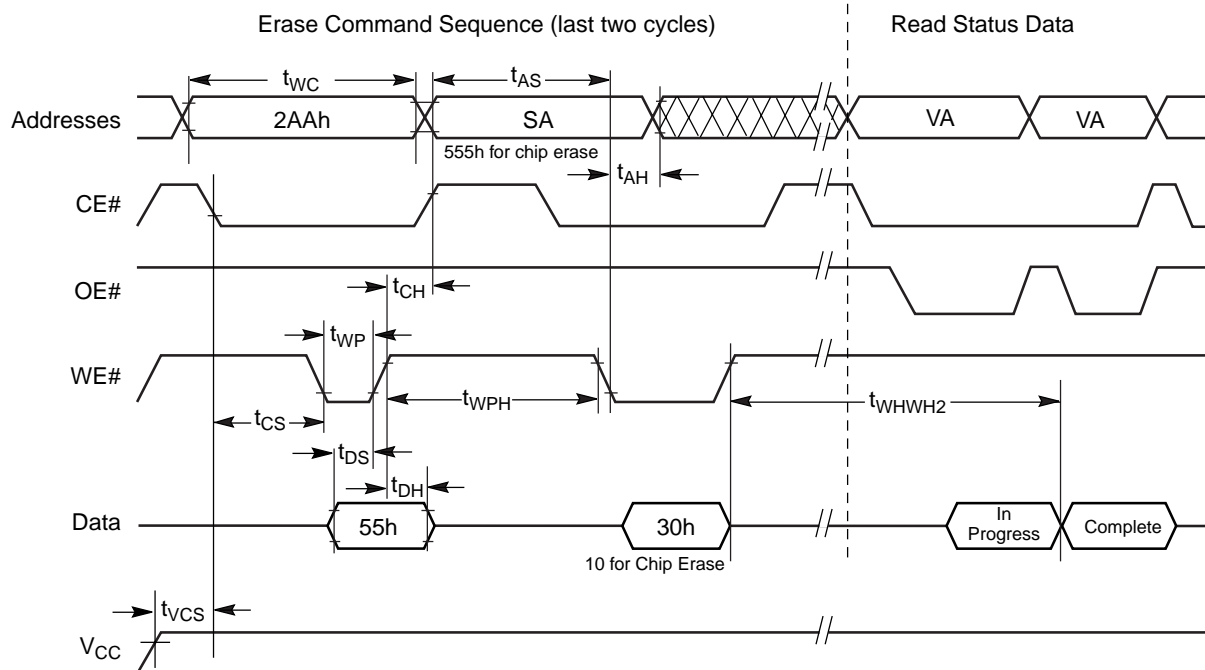 Erase Command Sequence (last two cycles)
Read Status Data
tWC
tAS
Addresses
2AAh
SA
VA
VA
555h for chip erase
tAH
CE#
OE#
tCH
tWP
WE#
tWPH
tWHWH2
tCS
tDS
tDH
Data
55h
30h
In
Progress
Complete
10 for Chip Erase
tVCS
VCC